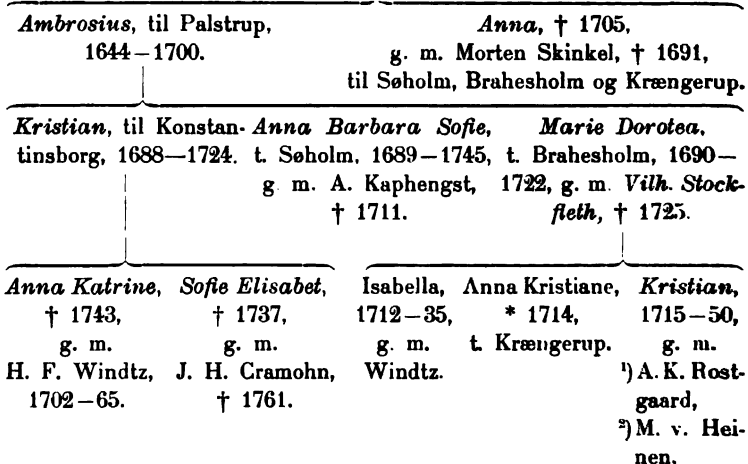 Ambrosius, til Palstrup,
1644–1700.
Anna, † 1705,
g. m. Morten Skinkel, † 1691,
til Søholm, Brahesholm og Krængerup.
Kristian, til Konstan-
tinsborg, 1688–1724.
Anna Barbara Sofie,
t. Søholm, 1689–1745,
g. m. A. Kaphengst,
† 1711.
Marie Dorotea,
t. Brahesholm, 1690–
1722, g. m. Vilh. Stock-
fleth, † 1725.
Anna Katrine,
† 1743,
g. m.
H. F. Windtz,
1702–65.
Sofie Elisabet,
† 1737,
g. m.
J. H. Cramohn,
† 1761.
Isabella,
1712–35,
g. m.
Windtz.
Anna Kristiane,
* 1714,
t. Krængerup.
Kristian,
1715–50,
g. m.
¹) A. K. Rost-
gaard,
²) M. v. Hei-
nen.